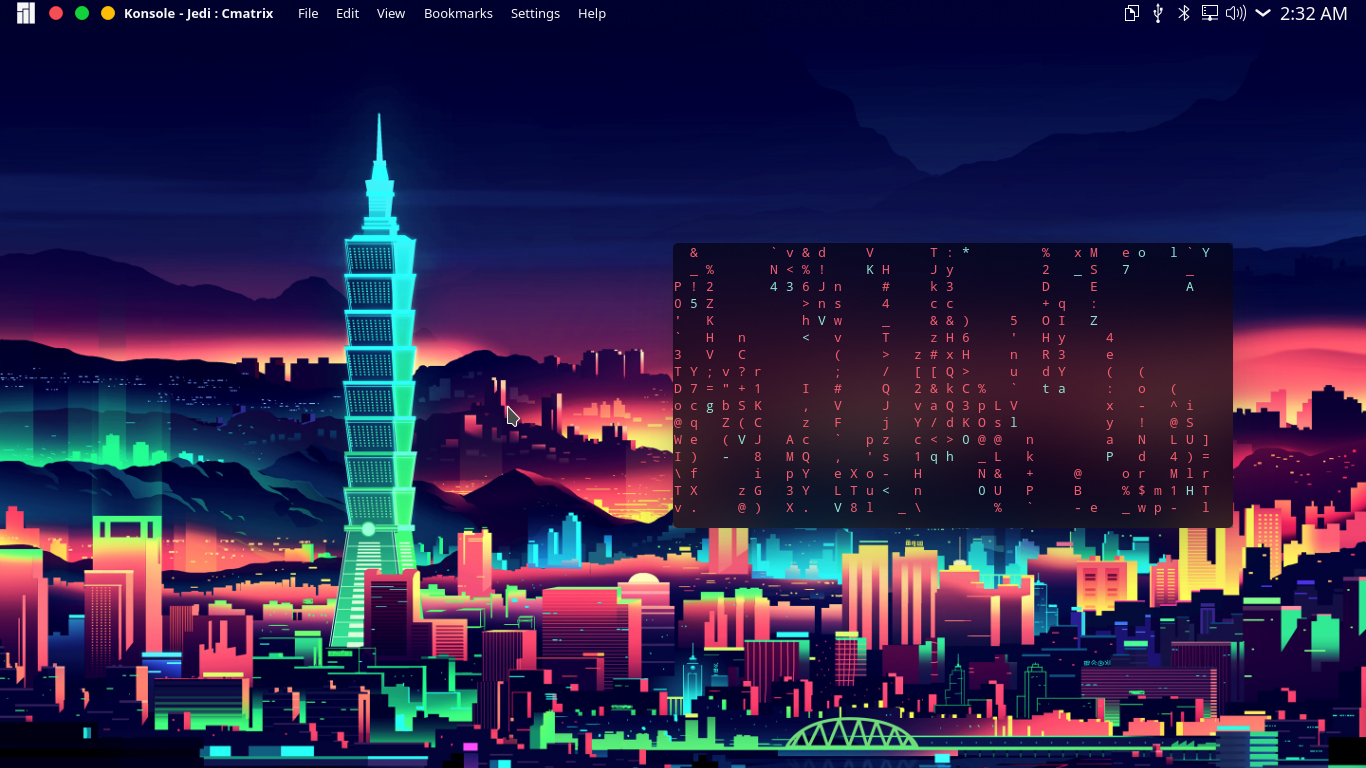 Konsole - Jedi : Cmatrix File Edit View Bookmarks Settings Help 2:32 AM
& ` v & d V T : * % x M e o l ` Y
_ % N < % ! K H J y 2 _ S 7 _
P ! 2 4 3 6 J n # k 3 D E A
0 5 Z > n s 4 c c + q :
' K h V w _ & & ) 5 O I Z
` H n < v T z H 6 ' H y 4
3 V C ( > z # x H n R 3 e
T Y ; v ? r ; / [ [ Q > u d Y ( (
D 7 = " + 1 I # Q 2 & k C % ` t a : o (
o c g b S K , V J v a Q 3 p L V x - ^ i
@ q Z ( C z F j Y / d K O s l y ! @ S
W e ( V J A c ` p z c < > O @ @ n a N L U ]
I ) - 8 M Q , ' s 1 q h _ L k P d 4 ) =
\ f i p Y e X o - H N & + @ o r M l r
T X z G 3 Y L T u < n O U P B % $ m 1 H T
v . @ ) X . V 8 l _ \ % ` - e _ w p - l